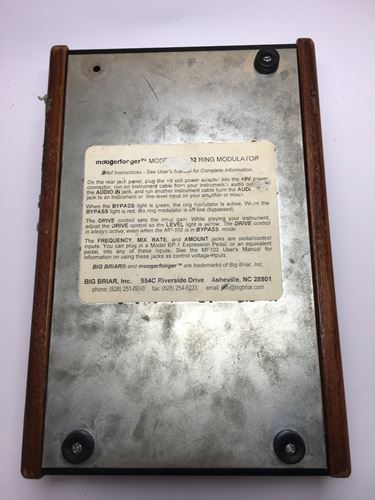 moogerfooger™ MODEL 02 RING MODULATOR
Brief Instructions - See User's Manual for Complete Information.
On the rear jack panel, plug the +9 volt power adapter into the +9V power
connector, run an instrument cable from your instrument's audio output to
the AUDIO IN jack, and run another instrument cable from the AUDIO
jack to an instrument or line-level input on your amplifier or mixer.
When the BYPASS light is green, the ring modulator is active. When the
BYPASS light is red, the ring modulator is off-line (bypassed).
The DRIVE control sets the input gain. While playing your instrument,
adjust the DRIVE control so the LEVEL light is yellow. The DRIVE control
is always active, even when the MF-102 is in BYPASS mode.
The FREQUENCY, MIX, RATE, and AMOUNT jacks are pedal/control
inputs. You can plug in a Model EP-1 Expression Pedal, or an equivalent
pedal, into any of these inputs. See the MF102 User's Manual for
information on using these jacks as control voltage-inputs.
BIG BRIAR® and moogerfooger™ are trademarks of Big Briar, Inc.
BIG BRIAR, Inc. 554C Riverside Drive Asheville, NC 28801
phone: (828) 251-0090 fax: (828) 254-6233 email: info@bigbriar.com